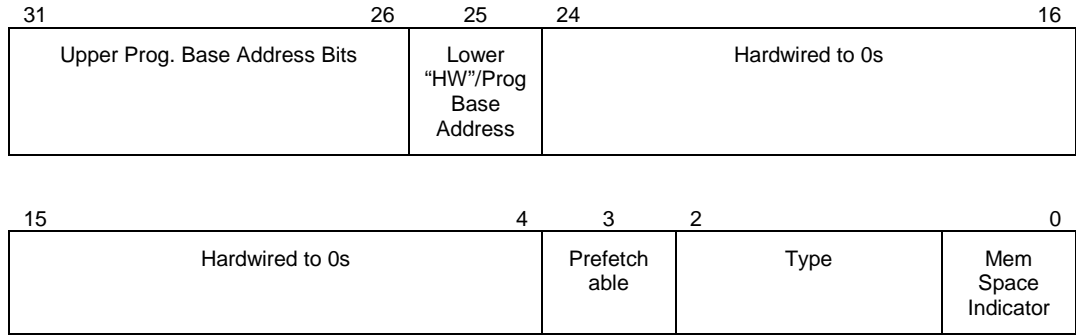 31 26 25 24 16
Upper Prog. Base Address Bits Lower Hardwired to 0s
“HW”/Prog
Base
Address
15 4 3 2 0
Hardwired to 0s Prefetch Type Mem
able Space
Indicator